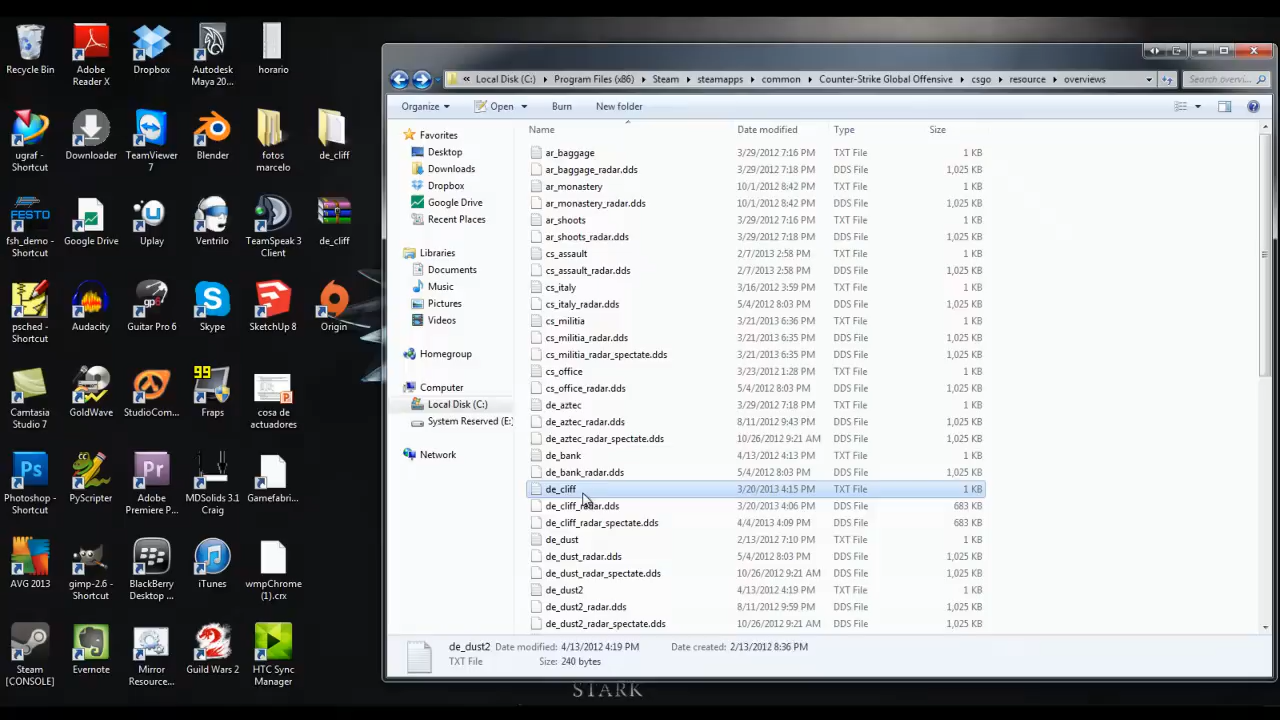 Recycle Bin
Adobe
Reader X
Dropbox
Autodesk
Maya 20...
horario
ugraf -
Shortcut
Downloader
TeamViewer
7
Blender
fotos
marcelo
de_cliff
FESTO
fsh_demo -
Shortcut
Google Drive
Uplay
Ventrilo
TeamSpeak 3
Client
de_cliff
psched -
Shortcut
Audacity
Guitar Pro 6
Skype
SketchUp 8
Origin
Camtasia
Studio 7
GoldWave
StudioCom...
99
Fraps
cosa de
actuadores
Ps
Photoshop -
Shortcut
PyScripter
Pr
Adobe
Premiere P...
MDSolids 3.1
Craig
Gamefabri...
AVG 2013
gimp-2.6 -
Shortcut
BlackBerry
Desktop ...
iTunes
wmpChrome
(1).crx
Steam
[CONSOLE]
Evernote
Mirror
Resource...
Guild Wars 2
HTC Sync
Manager
« Local Disk (C:) Program Files (x86) Steam steamapps common Counter-Strike Global Offensive csgo resource overviews
Search overvi...
Organize Open Burn New folder
Favorites
Desktop
Downloads
Dropbox
Google Drive
Recent Places
Libraries
Documents
Music
Pictures
Videos
Homegroup
Computer
Local Disk (C:)
System Reserved (E:)
Network
Name Date modified Type Size
ar_baggage 3/29/2012 7:16 PM TXT File 1 KB
ar_baggage_radar.dds 3/29/2012 7:18 PM DDS File 1,025 KB
ar_monastery 10/1/2012 8:42 PM TXT File 1 KB
ar_monastery_radar.dds 10/1/2012 8:42 PM DDS File 1,025 KB
ar_shoots 3/29/2012 7:16 PM TXT File 1 KB
ar_shoots_radar.dds 3/29/2012 7:18 PM DDS File 1,025 KB
cs_assault 2/7/2013 2:58 PM TXT File 1 KB
cs_assault_radar.dds 2/7/2013 2:58 PM DDS File 1,025 KB
cs_italy 3/16/2012 3:59 PM TXT File 1 KB
cs_italy_radar.dds 5/4/2012 8:03 PM DDS File 1,025 KB
cs_militia 3/21/2013 6:36 PM TXT File 1 KB
cs_militia_radar.dds 3/21/2013 6:35 PM DDS File 1,025 KB
cs_militia_radar_spectate.dds 3/21/2013 6:35 PM DDS File 1,025 KB
cs_office 3/23/2012 1:28 PM TXT File 1 KB
cs_office_radar.dds 5/4/2012 8:03 PM DDS File 1,025 KB
de_aztec 3/29/2012 7:18 PM TXT File 1 KB
de_aztec_radar.dds 8/11/2012 9:43 PM DDS File 1,025 KB
de_aztec_radar_spectate.dds 10/26/2012 9:21 AM DDS File 1,025 KB
de_bank 4/13/2012 4:13 PM TXT File 1 KB
de_bank_radar.dds 5/4/2012 8:03 PM DDS File 1,025 KB
de_cliff 3/20/2013 4:15 PM TXT File 1 KB
de_cliff_radar.dds 3/20/2013 4:06 PM DDS File 683 KB
de_cliff_radar_spectate.dds 4/4/2013 4:09 PM DDS File 683 KB
de_dust 2/13/2012 7:10 PM TXT File 1 KB
de_dust_radar.dds 5/4/2012 8:03 PM DDS File 1,025 KB
de_dust_radar_spectate.dds 10/26/2012 9:21 AM DDS File 1,025 KB
de_dust2 4/13/2012 4:19 PM TXT File 1 KB
de_dust2_radar.dds 8/11/2012 9:59 PM DDS File 1,025 KB
de_dust2_radar_spectate.dds 10/26/2012 9:21 AM DDS File 1,025 KB
de_dust2 Date modified: 4/13/2012 4:19 PM Date created: 2/13/2012 8:36 PM
TXT File Size: 240 bytes
STARK